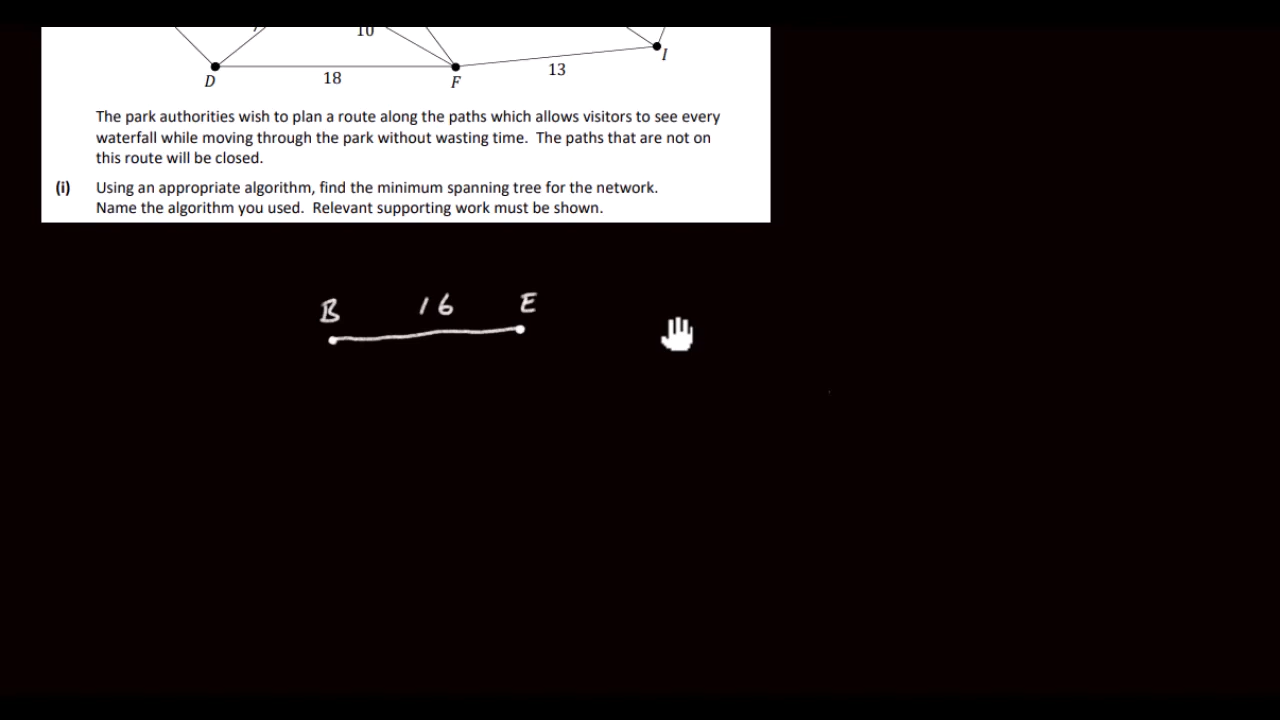 10
I
13
D
18
F
The park authorities wish to plan a route along the paths which allows visitors to see every
waterfall while moving through the park without wasting time. The paths that are not on
this route will be closed.
(i) Using an appropriate algorithm, find the minimum spanning tree for the network.
Name the algorithm you used. Relevant supporting work must be shown.
B 16 E